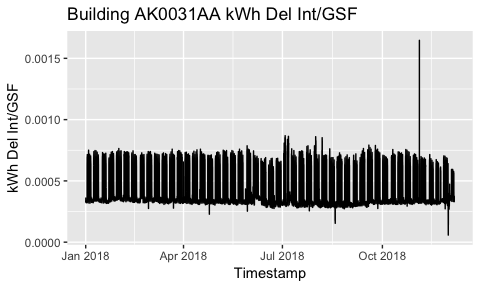 Building AK0031AA kWh Del Int/GSF
kWh Del Int/GSF
0.0015
0.0010
0.0005
0.0000
Jan 2018 Apr 2018 Jul 2018 Oct 2018
Timestamp